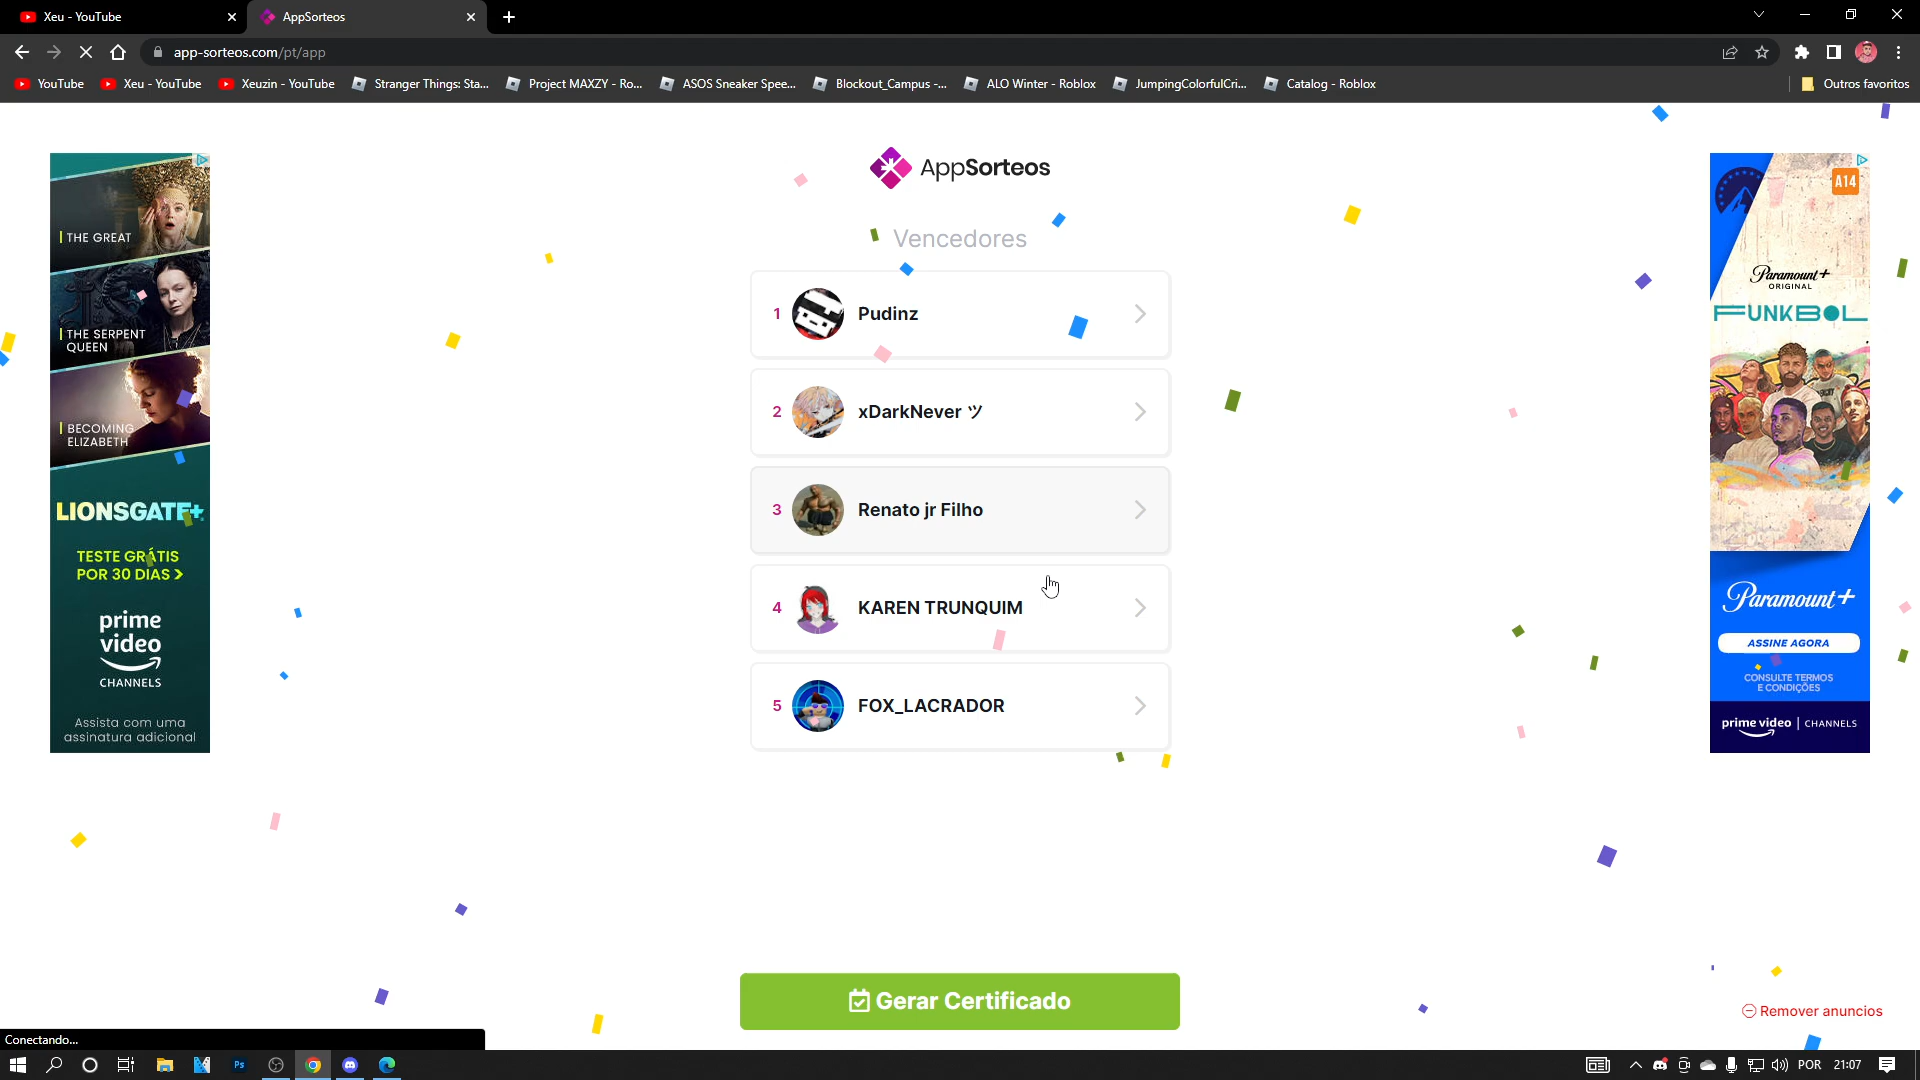 Xeu - YouTube
AppSorteos
app-sorteos.com/pt/app
YouTube
Xeu - YouTube
Xeuzin - YouTube
Stranger Things: Sta...
Project MAXZY - Ro...
ASOS Sneaker Spee...
Blockout_Campus -...
ALO Winter - Roblox
JumpingColorfulCri...
Catalog - Roblox
Outros favoritos
AppSorteos
Vencedores
1 Pudinz
2 xDarkNever ツ
3 Renato jr Filho
4 KAREN TRUNQUIM
5 FOX_LACRADOR
Gerar Certificado
THE GREAT
THE SERPENT
QUEEN
BECOMING
ELIZABETH
LIONSGATE+
TESTE GRÁTIS
POR 30 DIAS >
prime
video
CHANNELS
Assista com uma
assinatura adicional
A14
Paramount+
ORIGINAL
FUNKBOL
Paramount+
ASSINE AGORA
CONSULTE TERMOS
E CONDIÇÕES
prime video | CHANNELS
Remover anuncios
Conectando...
Ps
POR
21:07